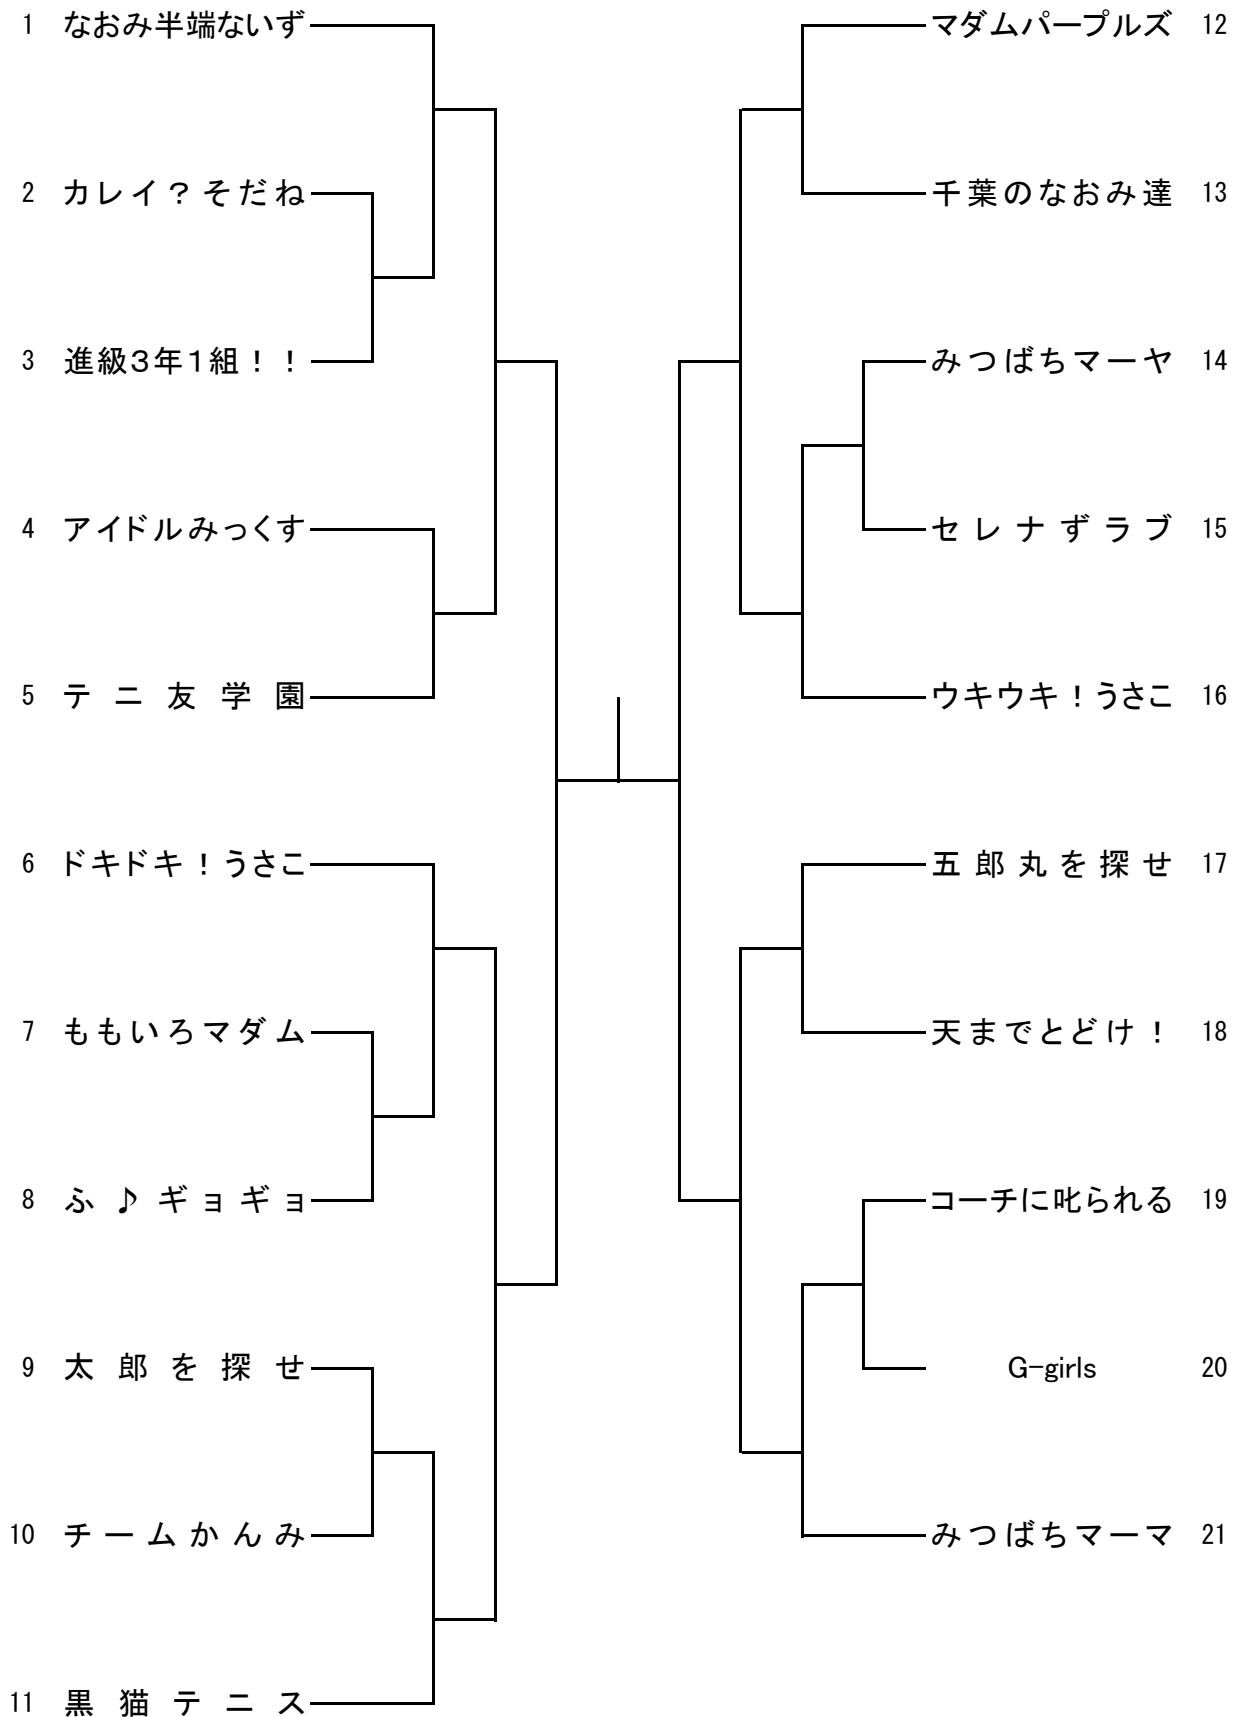 1 なおみ半端ないず
2 カレイ？そだね
3 進級３年１組！！
4 アイドルみっくす
5 テニ友学園
6 ドキドキ！うさこ
7 ももいろマダム
8 ふ♪ギョギョ
9 太郎を探せ
10 チームかんみ
11 黒猫テニス
マダムパープルズ 12
千葉のなおみ達 13
みつばちマーヤ 14
セレナずラブ 15
ウキウキ！うさこ 16
五郎丸を探せ 17
天までとどけ！ 18
コーチに叱られる 19
G-girls 20
みつばちマーマ 21